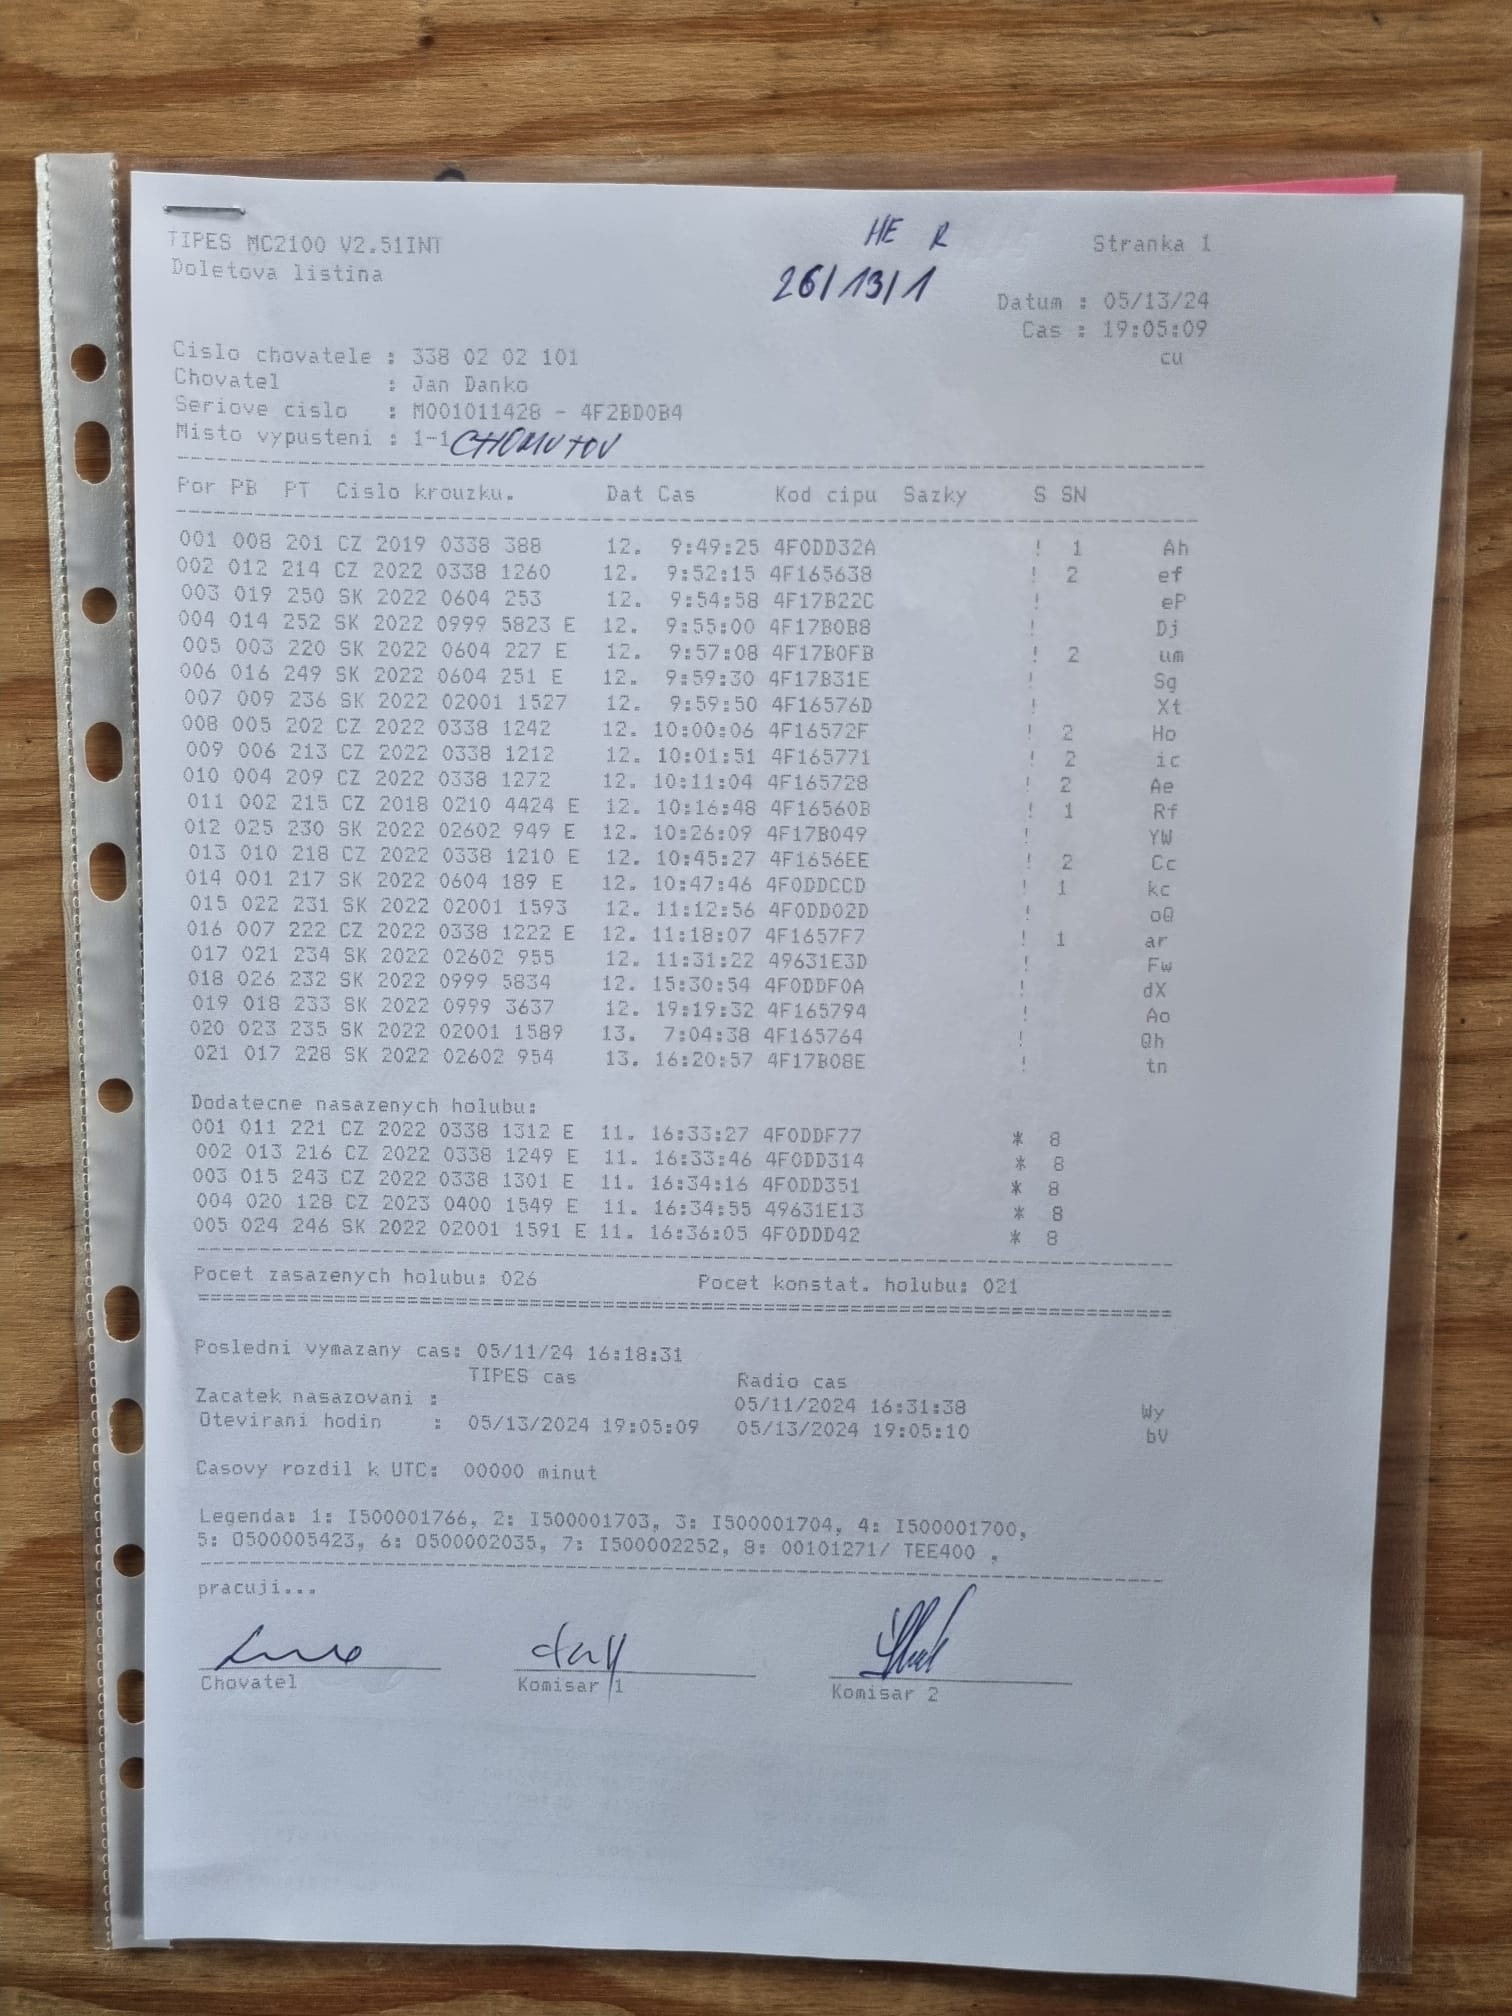 HE R
TIPES MC2100 V2.51INT Stranka 1
Doletova listina
26/13/1
Datum : 05/13/24
Cas : 19:05:09
Cislo chovatele : 338 02 02 101 cu
Chovatel : Jan Danko
Seriove cislo : M001011428 - 4F2BD0B4
Misto vypusteni : 1-1 CHOMUTOV
Por PB PT Cislo krouzku. Dat Cas Kod cipu Sazky S SN
001 008 201 CZ 2019 0338 388 12. 9:49:25 4F0DD32A ! 1 Ah
002 012 214 CZ 2022 0338 1260 12. 9:52:15 4F165638 ! 2 ef
003 019 250 SK 2022 0604 253 12. 9:54:58 4F17B22C ! eP
004 014 252 SK 2022 0999 5823 E 12. 9:55:00 4F17B0B8 ! Dj
005 003 220 SK 2022 0604 227 E 12. 9:57:08 4F17B0FB ! 2 um
006 016 249 SK 2022 0604 251 E 12. 9:59:30 4F17B31E ! Sg
007 009 236 SK 2022 02001 1527 12. 9:59:50 4F16576D ! Xt
008 005 202 CZ 2022 0338 1242 12. 10:00:06 4F16572F ! 2 Ho
009 006 213 CZ 2022 0338 1212 12. 10:01:51 4F165771 ! 2 ic
010 004 209 CZ 2022 0338 1272 12. 10:11:04 4F165728 ! 2 Ae
011 002 215 CZ 2018 0210 4424 E 12. 10:16:48 4F16560B ! 1 Rf
012 025 230 SK 2022 02602 949 E 12. 10:26:09 4F17B049 ! YW
013 010 218 CZ 2022 0338 1210 E 12. 10:45:27 4F1656EE ! 2 Cc
014 001 217 SK 2022 0604 189 E 12. 10:47:46 4F0DDCCD ! 1 kc
015 022 231 SK 2022 02001 1593 12. 11:12:56 4F0DD02D ! oQ
016 007 222 CZ 2022 0338 1222 E 12. 11:18:07 4F1657F7 ! 1 ar
017 021 234 SK 2022 02602 955 12. 11:31:22 49631E3D ! Fw
018 026 232 SK 2022 0999 5834 12. 15:30:54 4F0DDF0A ! dX
019 018 233 SK 2022 0999 3637 12. 19:19:32 4F165794 ! Ao
020 023 235 SK 2022 02001 1589 13. 7:04:38 4F165764 ! Qh
021 017 228 SK 2022 02602 954 13. 16:20:57 4F17B08E ! tn
Dodatecne nasazenych holubu:
001 011 221 CZ 2022 0338 1312 E 11. 16:33:27 4F0DDF77 * 8
002 013 216 CZ 2022 0338 1249 E 11. 16:33:46 4F0DD314 * 8
003 015 243 CZ 2022 0338 1301 E 11. 16:34:16 4F0DD351 * 8
004 020 128 CZ 2023 0400 1549 E 11. 16:34:55 49631E13 * 8
005 024 246 SK 2022 02001 1591 E 11. 16:36:05 4F0DDD42 * 8
Pocet zasazenych holubu: 026 Pocet konstat. holubu: 021
Posledni vymazany cas: 05/11/24 16:18:31
TIPES cas Radio cas
Zacatek nasazovani : 05/11/2024 16:31:38 Wy
Otevirani hodin : 05/13/2024 19:05:09 05/13/2024 19:05:10 bV
Casovy rozdil k UTC: 00000 minut
Legenda: 1: I500001766, 2: I500001703, 3: I500001704, 4: I500001700,
5: O500005423, 6: O500002035, 7: I500002252, 8: 00101271/ TEE400 .
pracuji...
Chovatel Komisar 1 Komisar 2